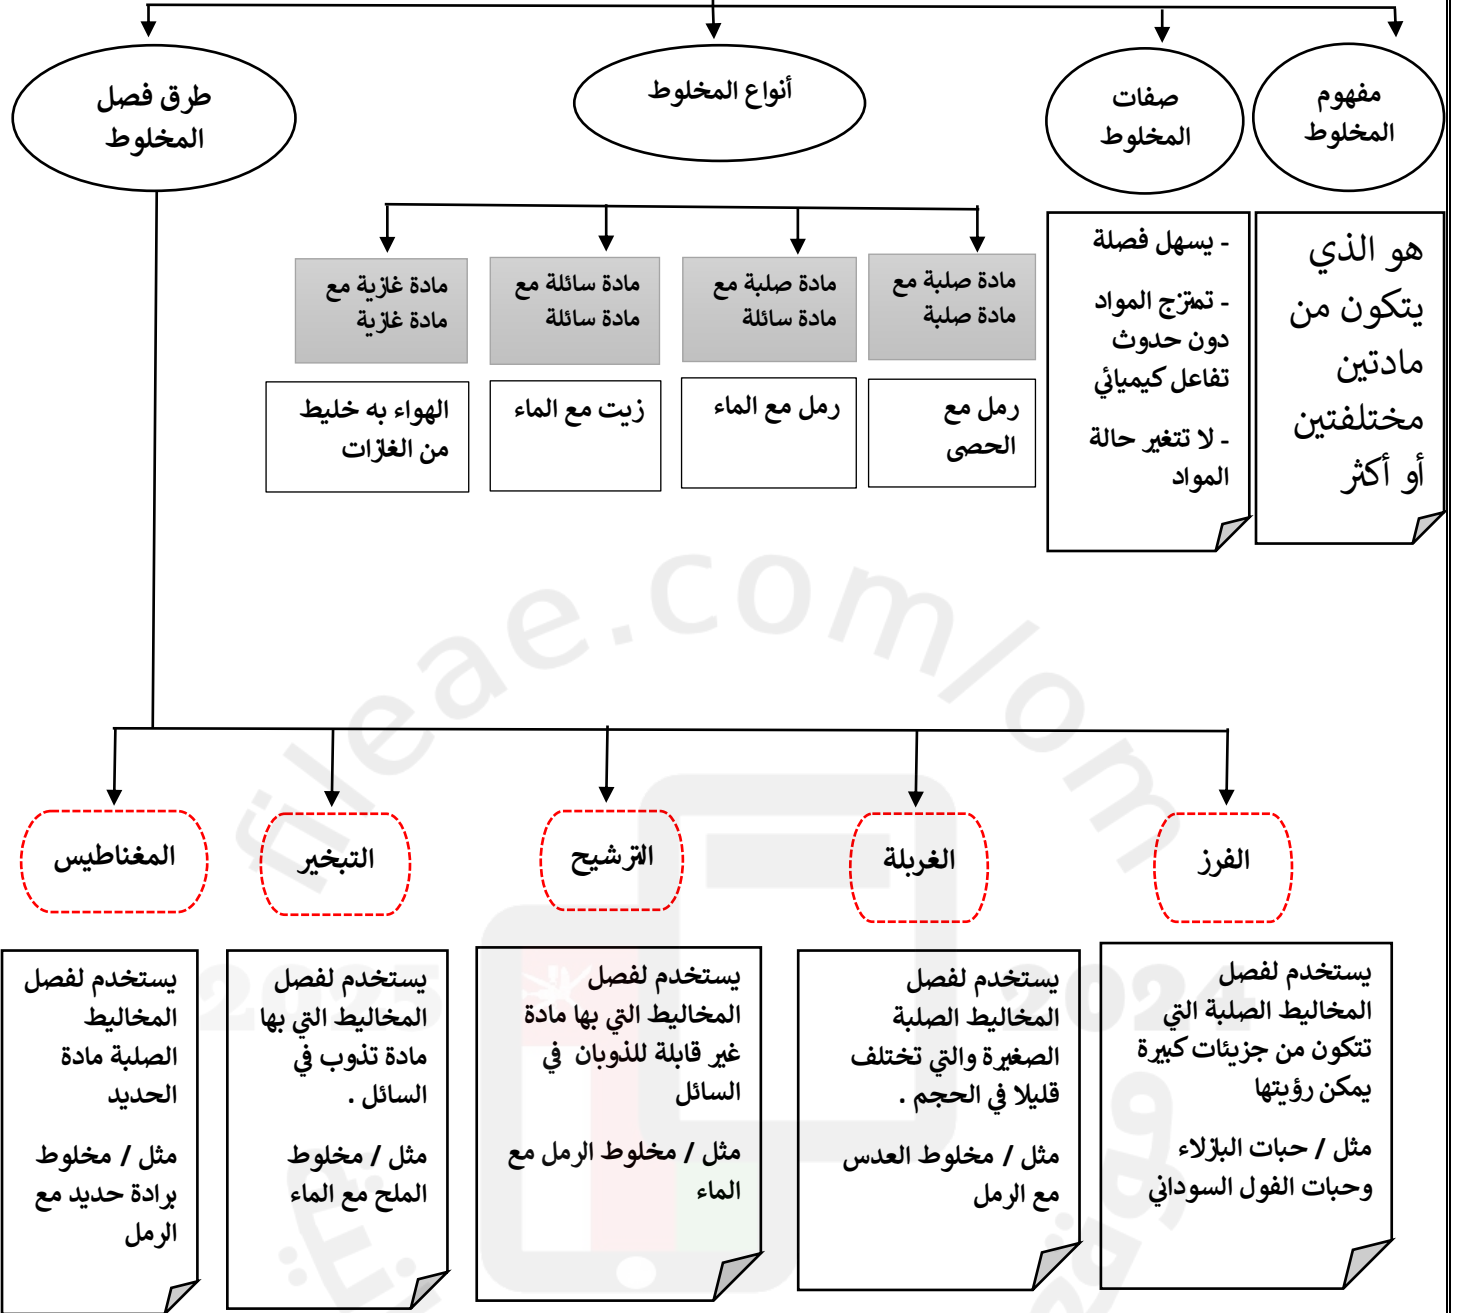 مفهوم
المخلوط
صفات
المخلوط
أنواع المخلوط
طرق فصل
المخلوط
هو الذي
يتكون من
مادتين
مختلفتين
أو أكثر
- يسهل فصلة
- تمتزج المواد
دون حدوث
تفاعل كيميائي
- لا تتغير حالة
المواد
مادة صلبة مع
مادة صلبة
مادة صلبة مع
مادة سائلة
مادة سائلة مع
مادة سائلة
مادة غازية مع
مادة غازية
رمل مع
الحصى
رمل مع الماء
زيت مع الماء
الهواء به خليط
من الغازات
الفرز
الغربلة
الترشيح
التبخير
المغناطيس
يستخدم لفصل
المخاليط الصلبة التي
تتكون من جزيئات كبيرة
يمكن رؤيتها
مثل / حبات البازلاء
وحبات الفول السوداني
يستخدم لفصل
المخاليط الصلبة
الصغيرة والتي تختلف
قليلا في الحجم .
مثل / مخلوط العدس
مع الرمل
يستخدم لفصل
المخاليط التي بها مادة
غير قابلة للذوبان في
السائل
مثل / مخلوط الرمل مع
الماء
يستخدم لفصل
المخاليط التي بها
مادة تذوب في
السائل .
مثل / مخلوط
الملح مع الماء
يستخدم لفصل
المخاليط
الصلبة مادة
الحديد
مثل / مخلوط
برادة حديد مع
الرمل
fileae.com/om
2025
2024